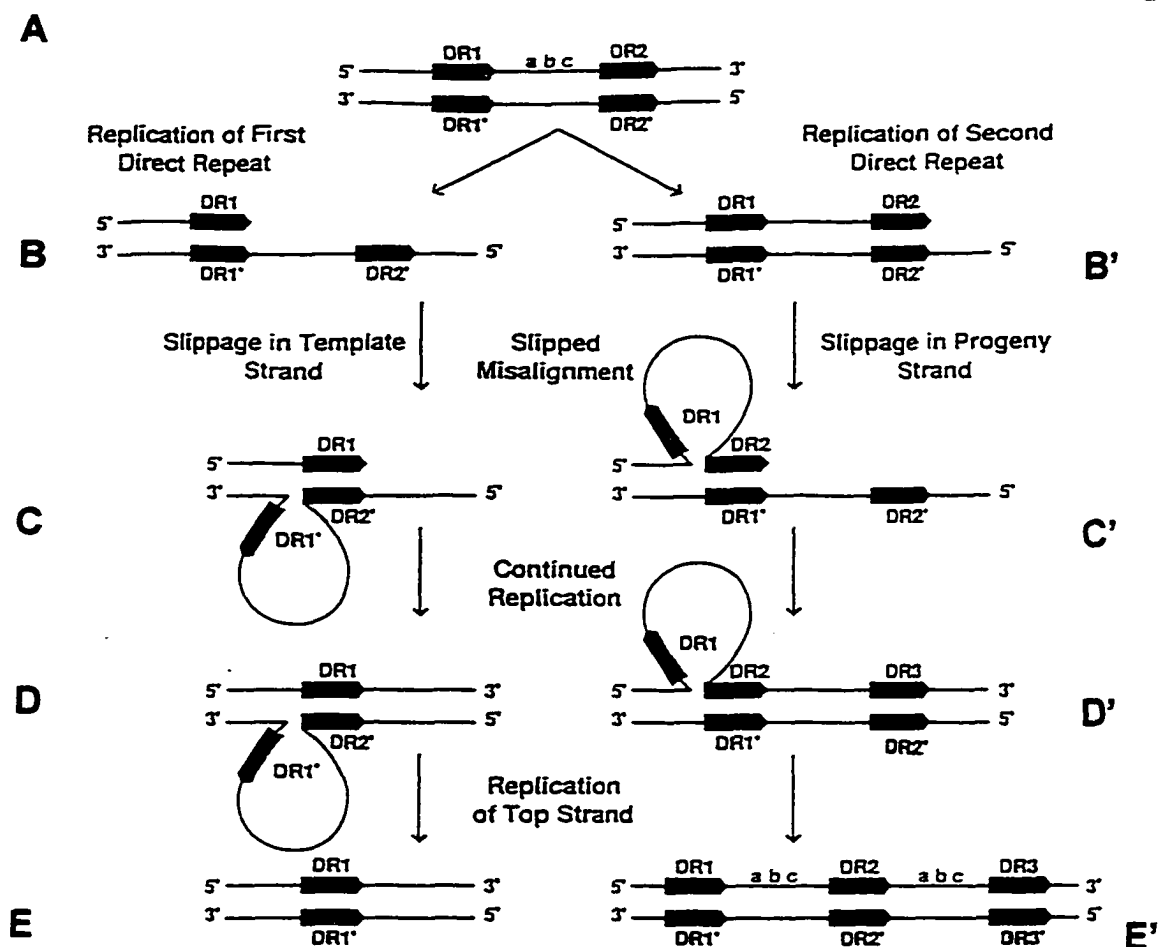 A
DR1 a b c DR2
5' 3'
3' 5'
DR1* DR2*
Replication of First
Direct Repeat
Replication of Second
Direct Repeat
DR1
5'
B
3' 5'
DR1* DR2*
DR1 DR2
5'
3' 5'
DR1* DR2*
B'
Slippage in Template
Strand
Slipped
Misalignment
Slippage in Progeny
Strand
DR1
5'
3' 5'
DR2*
DR1*
C
DR1
DR2
5'
3' 5'
DR1* DR2*
C'
Continued
Replication
DR1
5' 3'
3' 5'
DR2*
DR1*
D
DR1
DR2 DR3
5' 3'
3' 5'
DR1* DR2*
D'
Replication
of Top Strand
DR1
5' 3'
3' 5'
DR1*
E
DR1 a b c DR2 a b c DR3
5' 3'
3' 5'
DR1* DR2* DR3*
E'